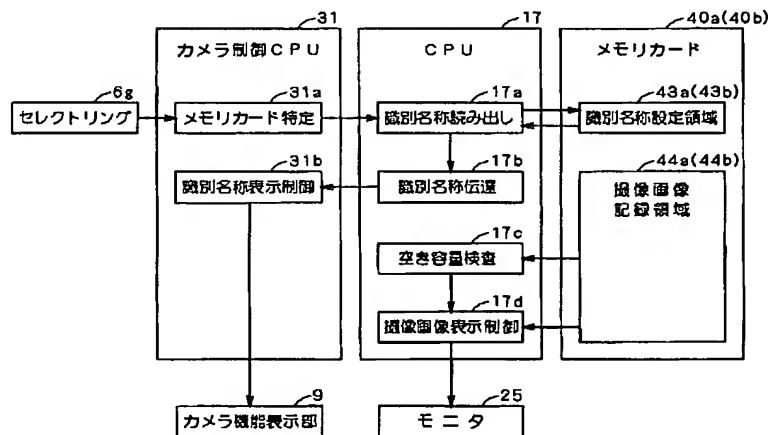 31
17
40a(40b)
カメラ制御CPU
CPU
メモリカード
6g
31a
17a
43a(43b)
セレクトリング
メモリカード特定
識別名称読み出し
識別名称設定領域
31b
17b
44a(44b)
識別名称表示制御
識別名称伝達
撮像画像
記録領域
17c
空き容量検査
17d
撮像画像表示制御
9
25
カメラ機能表示部
モニタ